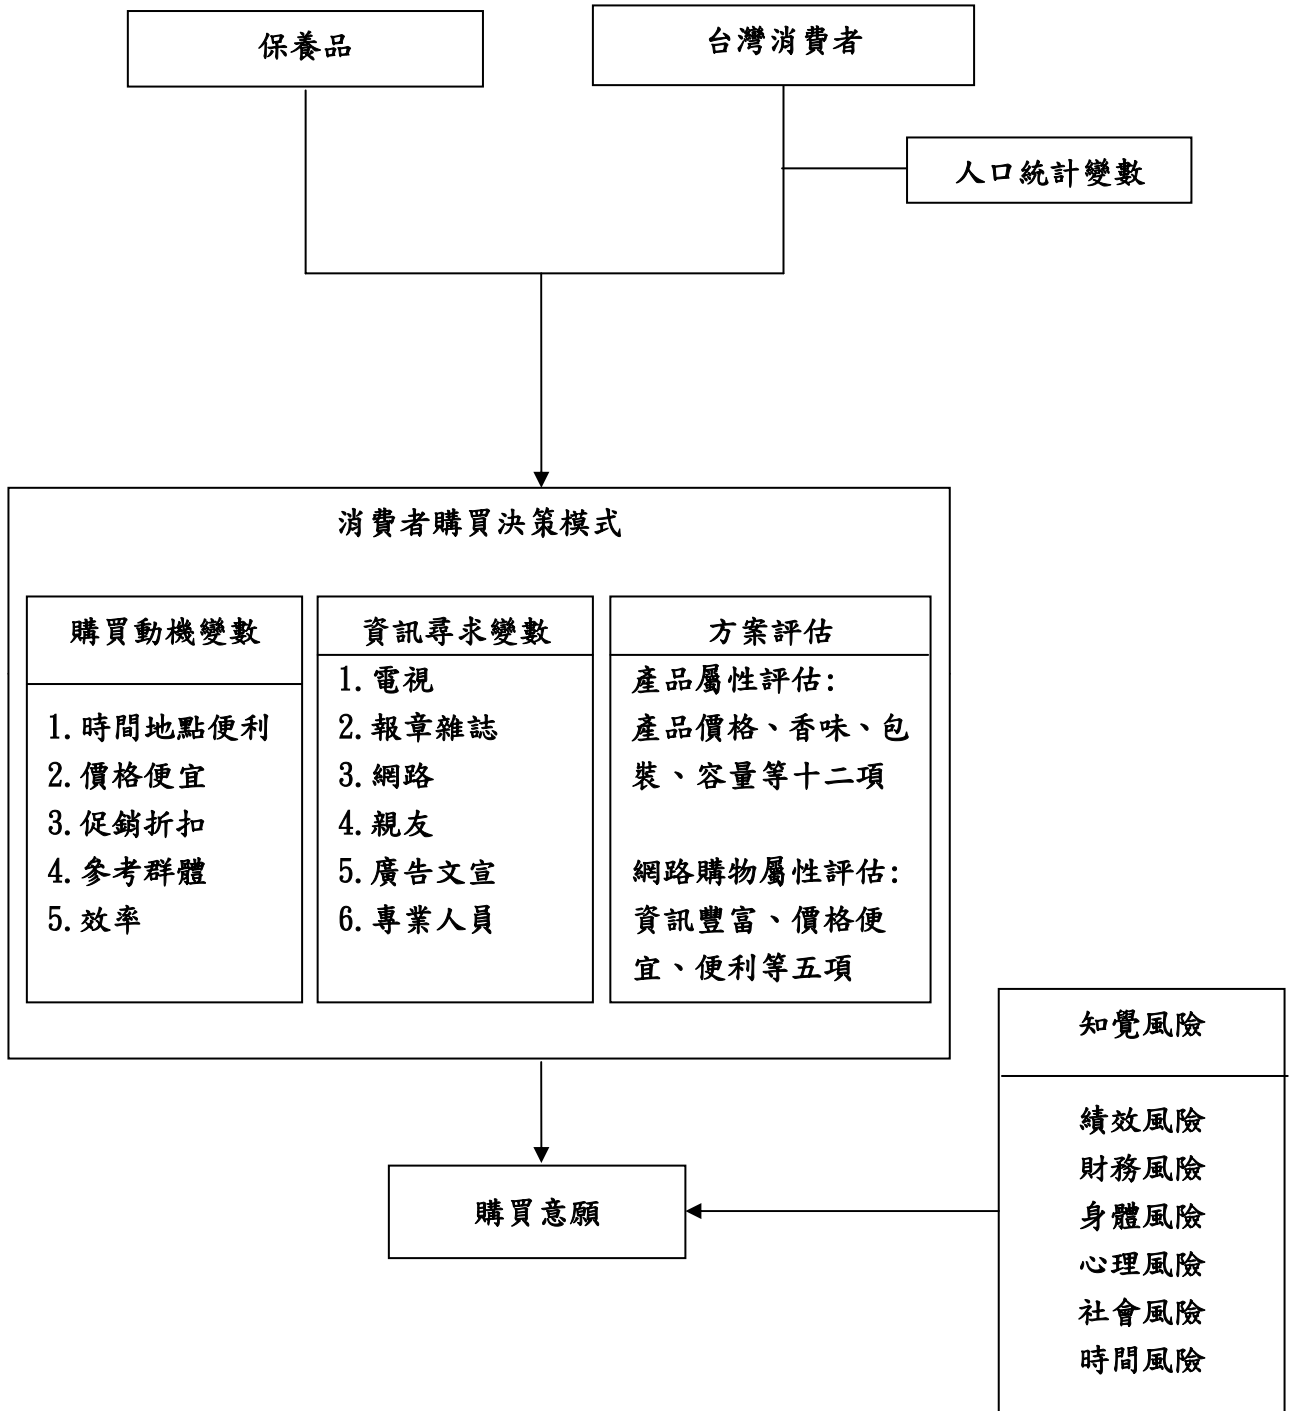 保養品
台灣消費者
人口統計變數
消費者購買決策模式
購買動機變數
1.時間地點便利
2.價格便宜
3.促銷折扣
4.參考群體
5.效率
資訊尋求變數
1.電視
2.報章雜誌
3.網路
4.親友
5.廣告文宣
6.專業人員
方案評估
產品屬性評估:
產品價格、香味、包
裝、容量等十二項
網路購物屬性評估:
資訊豐富、價格便
宜、便利等五項
知覺風險
績效風險
財務風險
身體風險
心理風險
社會風險
時間風險
購買意願